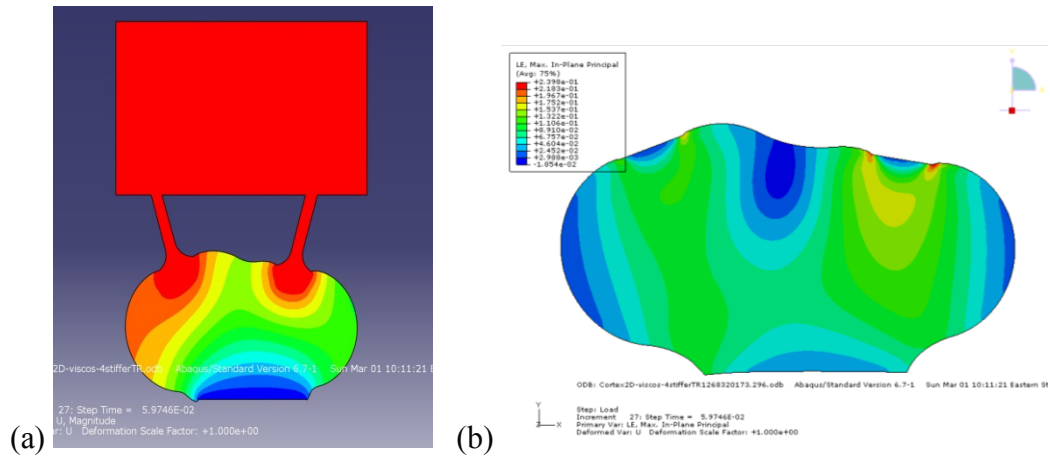 2D-viscos-4stifferTR.odb Abaqus/Standard Version 6.7-1 Sun Mar 01 10:11:21 E
27: Step Time = 5.9746E-02
U, Magnitude
ar: U Deformation Scale Factor: +1.000e+00
(a)
LE, Max. In-Plane Principal
(Avg: 75%)
+2.398e-01
+2.183e-01
+1.967e-01
+1.752e-01
+1.537e-01
+1.322e-01
+1.106e-01
+8.910e-02
+6.757e-02
+4.604e-02
+2.452e-02
+2.988e-03
-1.854e-02
Y
X
ODB: Cortex2D-viscos-4stifferTR1268320173.296.odb Abaqus/Standard Version 6.7-1 Sun Mar 01 10:11:21 Eastern St
Y
Z X
Step: Load
Increment 27: Step Time = 5.9746E-02
Primary Var: LE, Max. In-Plane Principal
Deformed Var: U Deformation Scale Factor: +1.000e+00
(b)